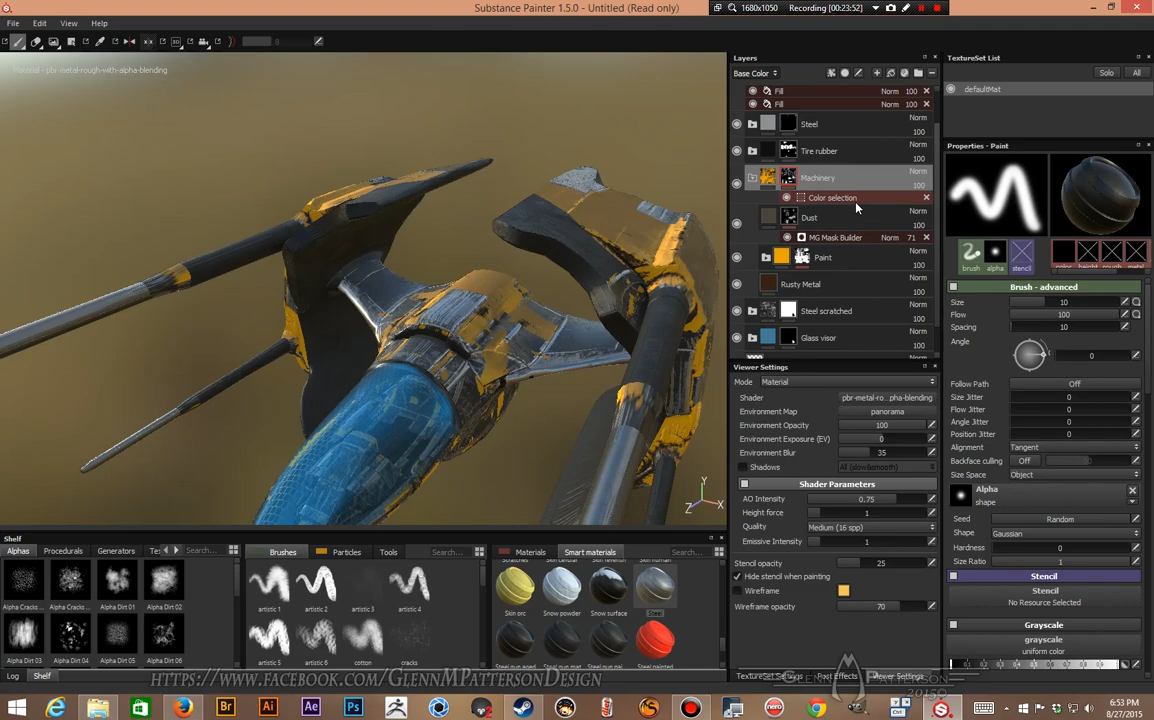 Substance Painter 1.5.0 - Untitled (Read only)
1680x1050
Recording [00:23:52]
File Edit View Help
Material - pbr-metal-rough-with-alpha-blending
Layers
Base Color
Fill Norm 100
Fill Norm 100
Steel Norm 100
Tire rubber Norm 100
Machinery Norm 100
Color selection
Dust Norm 100
MG Mask Builder Norm 71
Paint Norm 100
Rusty Metal Norm 100
Steel scratched Norm 100
Glass visor Norm 100
Viewer Settings
Mode Material
Shader pbr-metal-ro...pha-blending
Environment Map panorama
Environment Opacity 100
Environment Exposure (EV) 0
Environment Blur 35
Shadows All (slow&smooth)
Shader Parameters
AO Intensity 0.75
Height force 1
Quality Medium (16 spp)
Emissive Intensity 1
Stencil opacity 25
Hide stencil when painting
Wireframe
Wireframe opacity 70
TextureSet Settings Post Effects Viewer Settings
TextureSet List
Solo All
defaultMat
Properties - Paint
brush alpha stencil color height rough metal
Brush - advanced
Size 10
Flow 100
Spacing 10
Angle 0
Follow Path Off
Size Jitter 0
Flow Jitter 0
Angle Jitter 0
Position Jitter 0
Alignment Tangent
Backface culling Off
Size Space Object
Alpha
shape
Seed Random
Shape Gaussian
Hardness 0
Size Ratio 1
Stencil
Stencil
No Resource Selected
Grayscale
grayscale
uniform color
Y
Z
Shelf
Alphas Procedurals Generators Te Search...
Alpha Cracks Alpha Cracks Alpha Dirt 01 Alpha Dirt 02
Alpha Dirt 03 Alpha Dirt 04 Alpha Dirt 05 Alpha Dirt 06
Brushes Particles Tools Search...
artistic 1 artistic 2 artistic 3 artistic 4
artistic 5 artistic 6 cotton cracks
Materials Smart materials Search...
Skin orc Snow powder Snow surface Steel
Steel painted
Log Shelf
https://www.facebook.com/GlennMPattersonDesign
2015
6:53 PM
8/27/2015